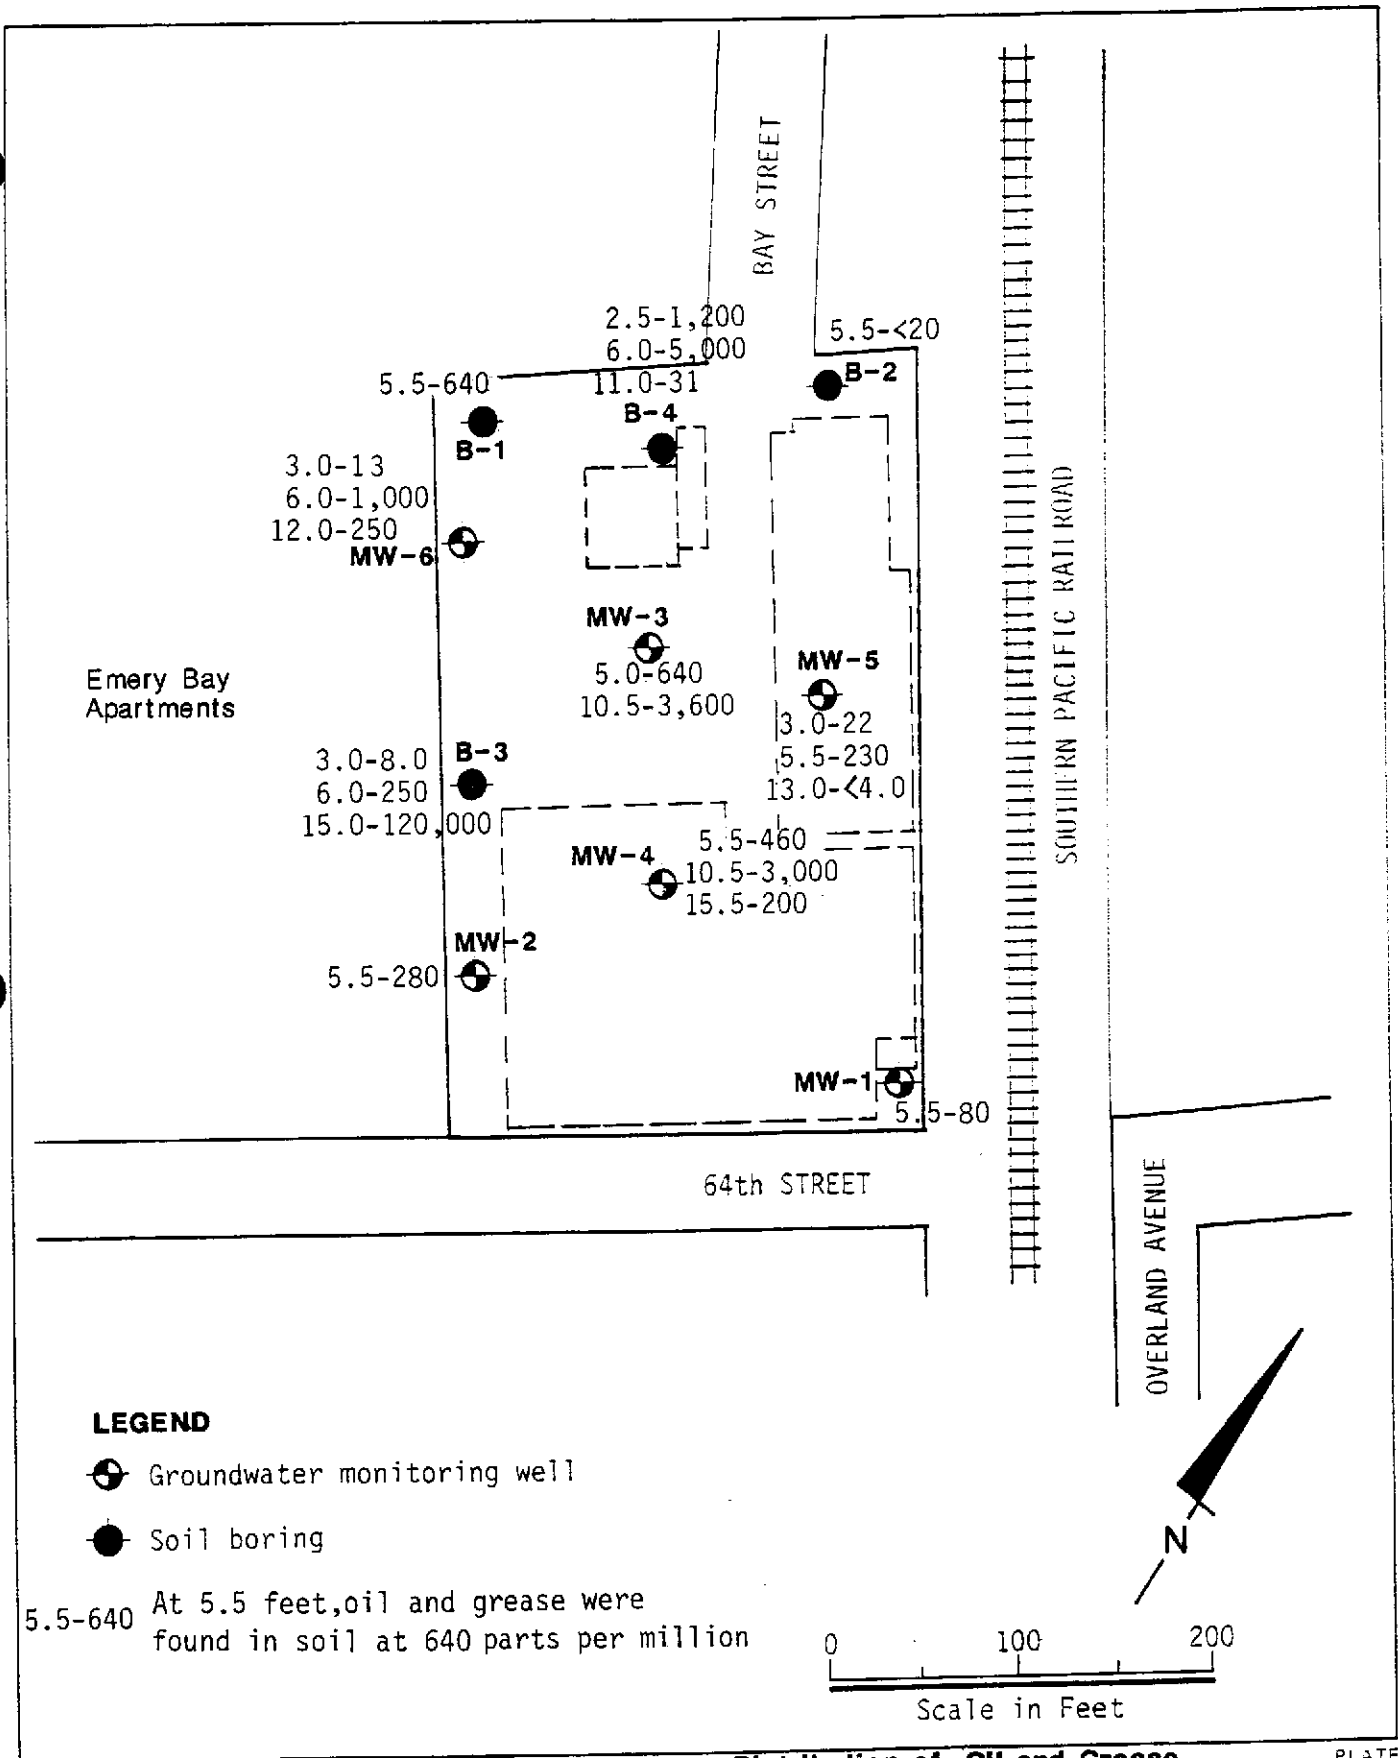 BAY STREET
2.5-1,200
6.0-5,000
11.0-31
B-4
5.5-<20
B-2
5.5-640
B-1
3.0-13
6.0-1,000
12.0-250
MW-6
SOUTHERN PACIFIC RAILROAD
MW-3
5.0-640
10.5-3,600
MW-5
3.0-22
5.5-230
13.0-<4.0
Emery Bay
Apartments
B-3
3.0-8.0
6.0-250
15.0-120,000
MW-4
5.5-460
10.5-3,000
15.5-200
MW-2
5.5-280
MW-1
5.5-80
64th STREET
OVERLAND AVENUE
LEGEND
Groundwater monitoring well
Soil boring
5.5-640 At 5.5 feet,oil and grease were
found in soil at 640 parts per million
N
0 100 200
Scale in Feet
Distribution of Oil and Grease
PLATE